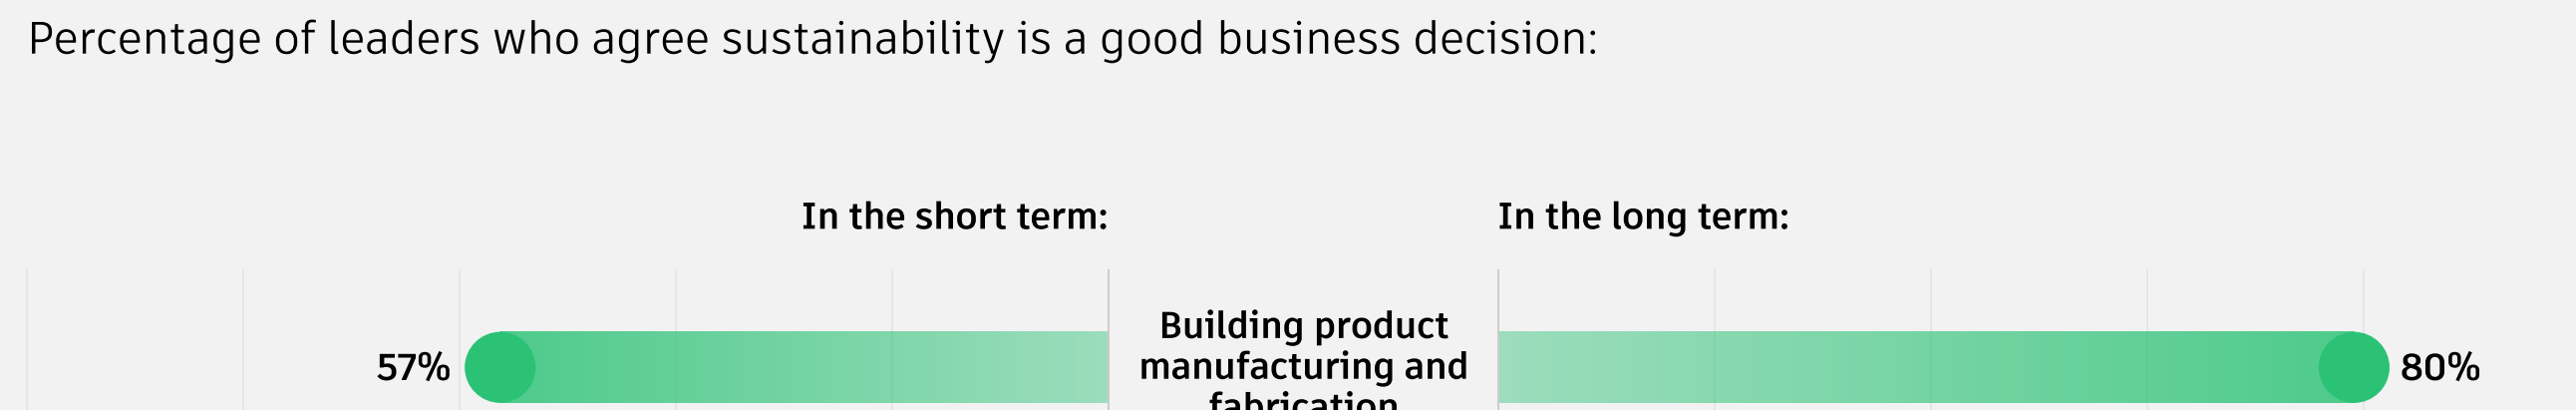 Percentage of leaders who agree sustainability is a good business decision:
In the short term:
In the long term:
57%
Building product
manufacturing and
fabrication
80%